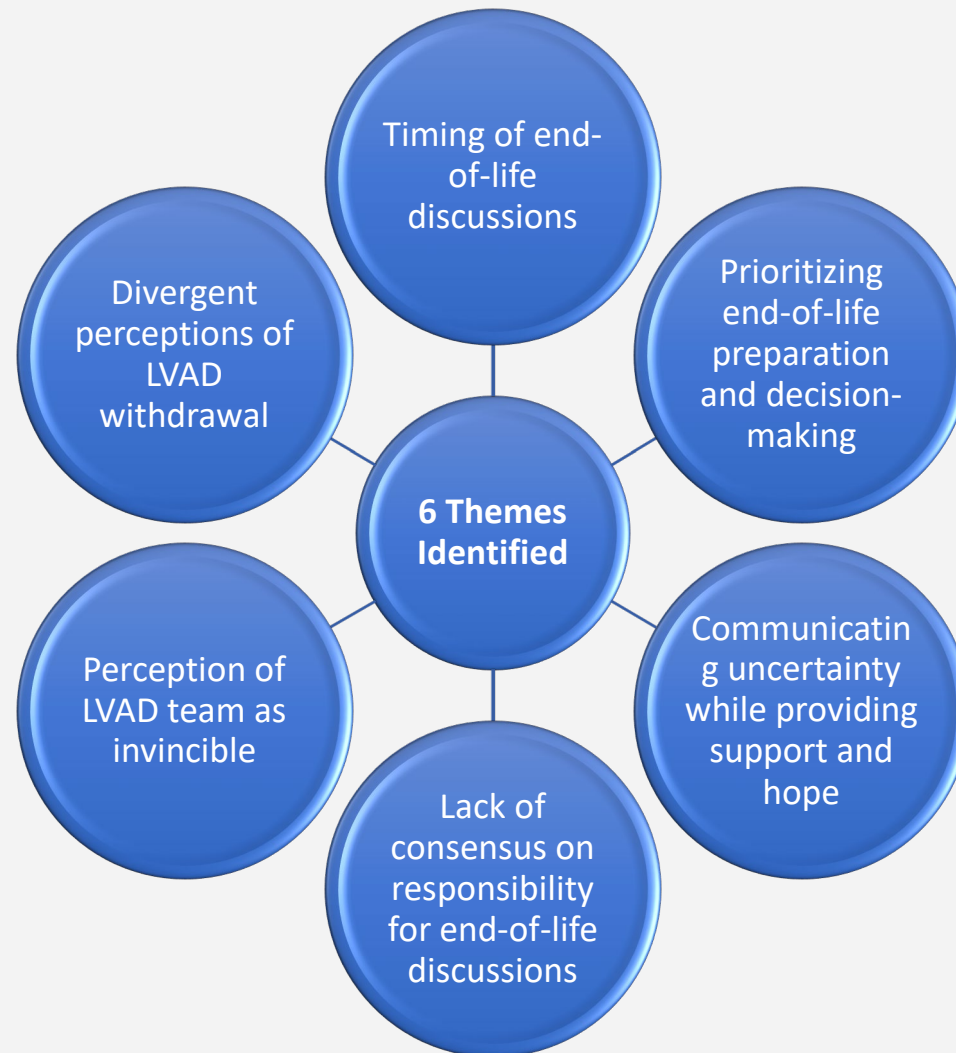 Timing of end-
of-life
discussions
Prioritizing
end-of-life
preparation
and decision-
making
Communicatin
g uncertainty
while providing
support and
hope
Lack of
consensus on
responsibility
for end-of-life
discussions
Perception of
LVAD team as
invincible
Divergent
perceptions of
LVAD
withdrawal
6 Themes
Identified